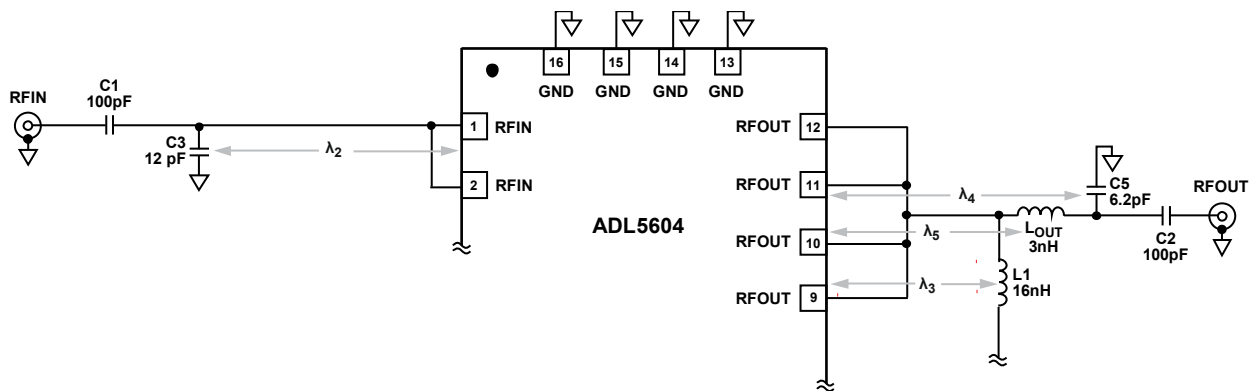 16
15
14
13
GND
GND
GND
GND
RFIN
C1
100pF
C3
12 pF
λ2
1
RFIN
2
RFIN
ADL5604
RFOUT
12
RFOUT
11
RFOUT
10
RFOUT
9
λ4
λ5
λ3
LOUT
3nH
L1
16nH
C5
6.2pF
C2
100pF
RFOUT